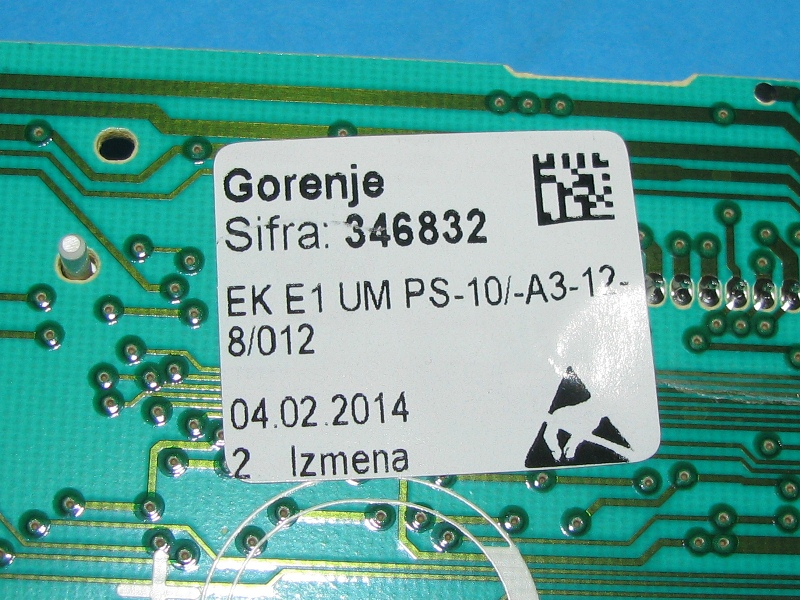 Gorenje
Sifra: 346832
EK E1 UM PS-10/-A3-12-
8/012
04.02.2014
2 Izmena